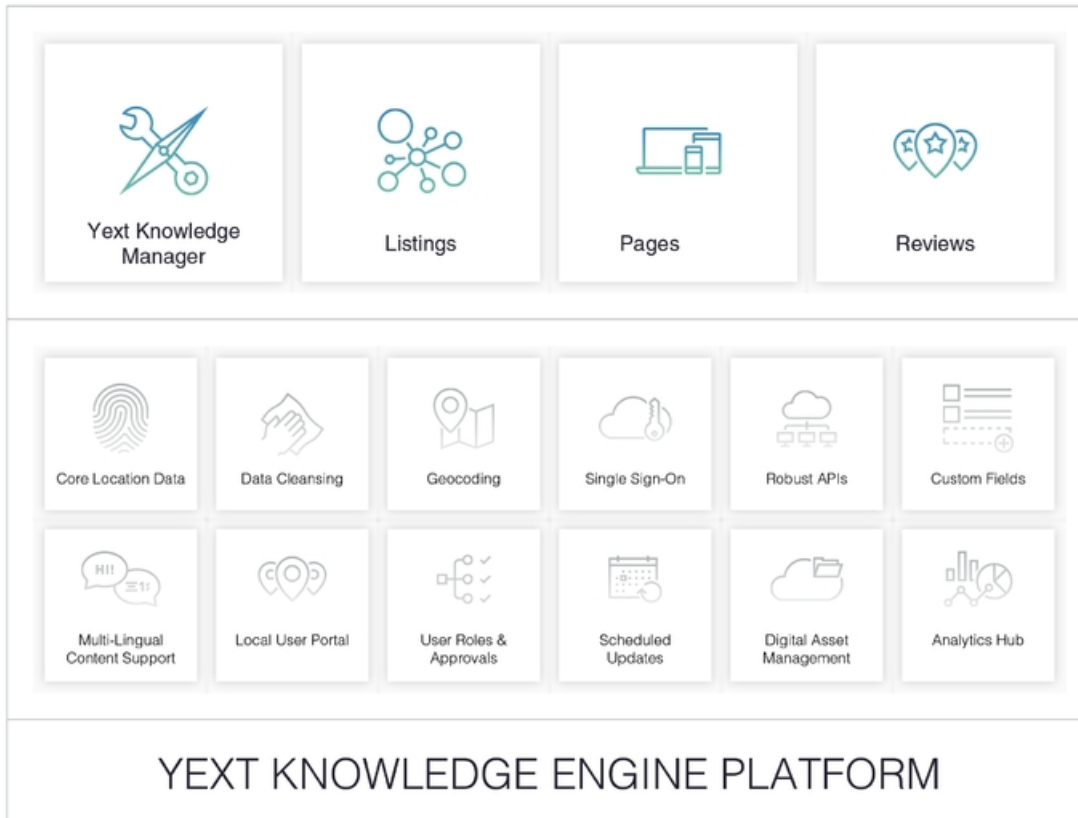 Yext Knowledge
Manager
Listings
Pages
Reviews
Core Location Data
Data Cleansing
Geocoding
Single Sign-On
Robust APIs
Custom Fields
HI!
Multi-Lingual
Content Support
Local User Portal
User Roles &
Approvals
Scheduled
Updates
Digital Asset
Management
Analytics Hub
YEXT KNOWLEDGE ENGINE PLATFORM